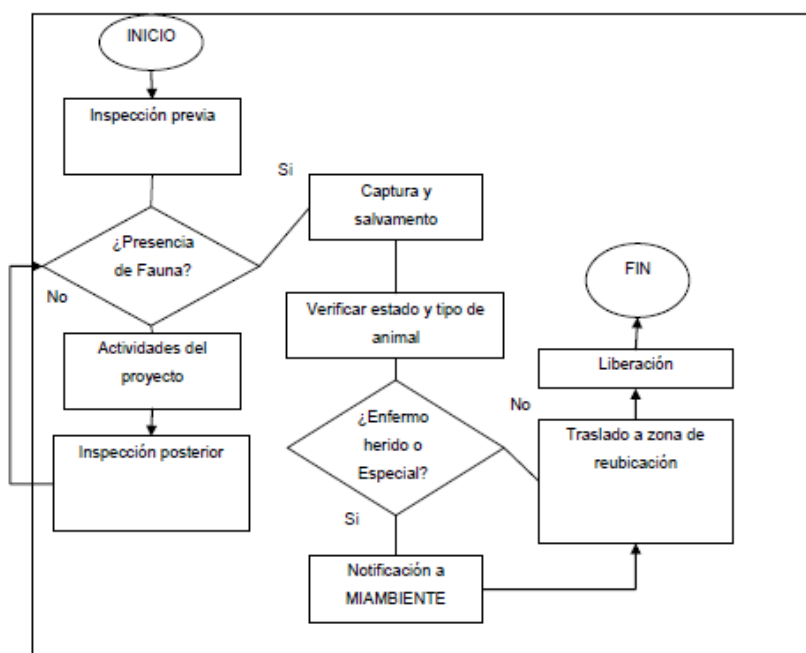 INICIO
Inspección previa
Si
Captura y
salvamento
¿Presencia
de Fauna?
No
FIN
Verificar estado y tipo de
animal
Actividades del
proyecto
Liberación
No
¿Enfermo
herido o
Especial?
Traslado a zona de
reubicación
Inspección posterior
Si
Notificación a
MIAMBIENTE